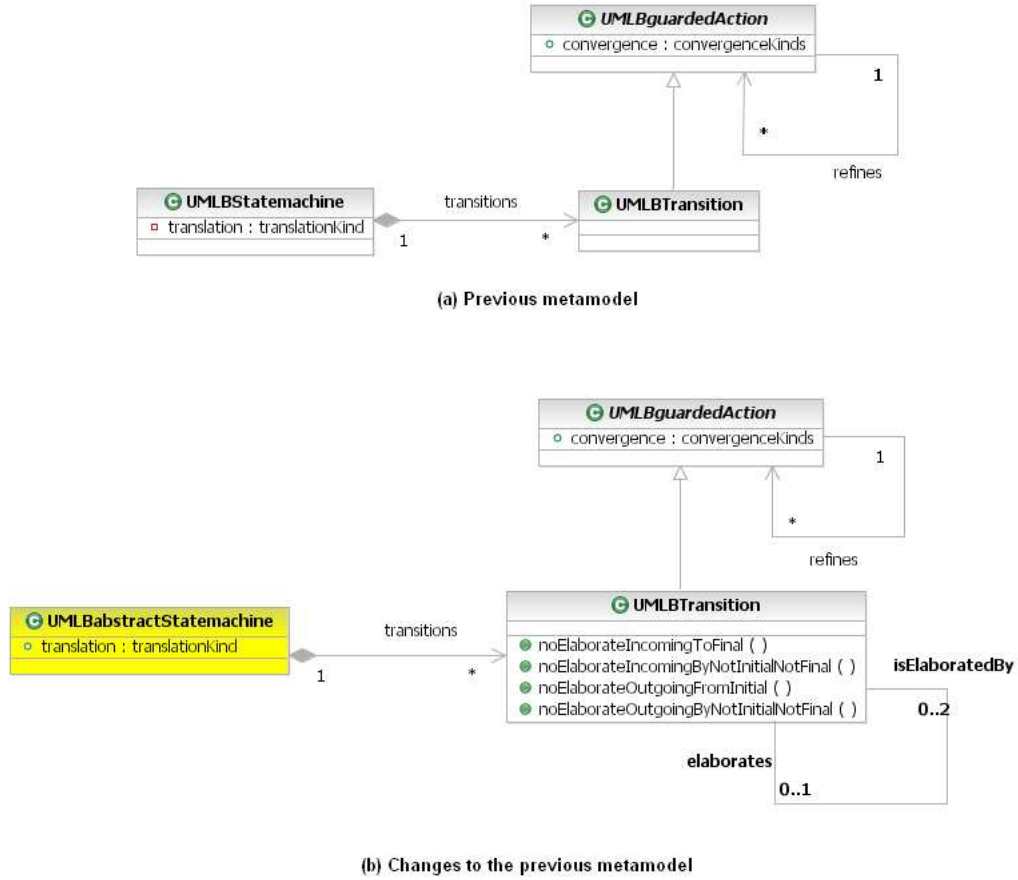 UMLBguardedAction
convergence : convergenceKinds
1
*
refines
UMLBStatemachine
translation : translationKind
transitions
1
*
UMLBTransition
(a) Previous metamodel
UMLBguardedAction
convergence : convergenceKinds
1
*
refines
UMLBabstractStatemachine
translation : translationKind
transitions
1
*
UMLBTransition
noElaborateIncomingToFinal ( )
noElaborateIncomingByNotInitialNotFinal ( )
noElaborateOutgoingFromInitial ( )
noElaborateOutgoingByNotInitialNotFinal ( )
isElaboratedBy
0..2
elaborates
0..1
(b) Changes to the previous metamodel